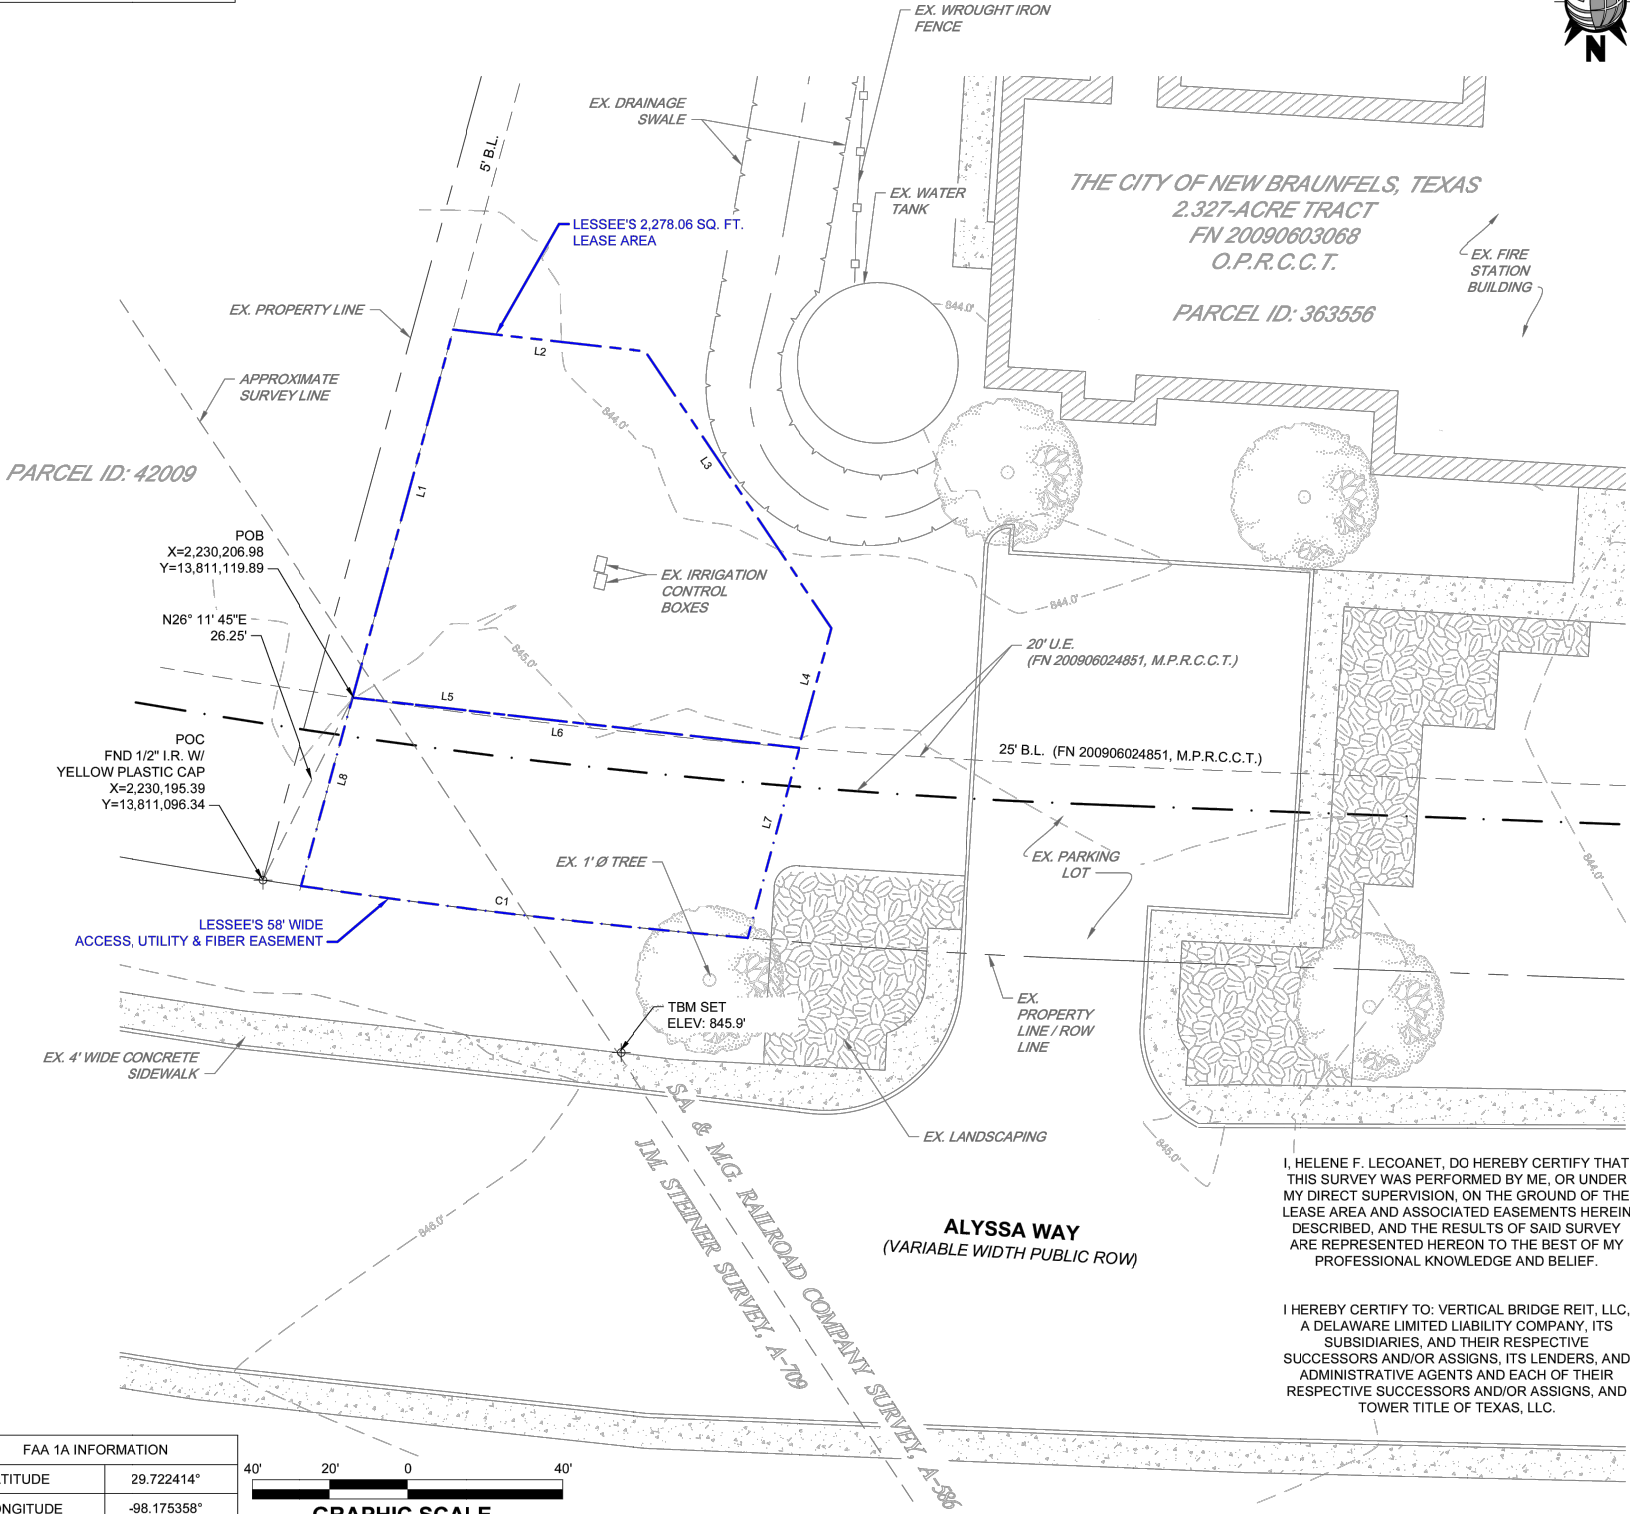 EX. WROUGHT IRON
FENCE
N
EX. DRAINAGE
SWALE
5' B.L.
EX. WATER
TANK
THE CITY OF NEW BRAUNFELS, TEXAS
2.327-ACRE TRACT
FN 20090603068
O.P.R.C.C.T.
PARCEL ID: 363556
EX. FIRE
STATION
BUILDING
LESSEE'S 2,278.06 SQ. FT.
LEASE AREA
EX. PROPERTY LINE
844.0'
L2
APPROXIMATE
SURVEY LINE
844.0'
L3
PARCEL ID: 42009
L1
POB
X=2,230,206.98
Y=13,811,119.89
EX. IRRIGATION
CONTROL
BOXES
844.0'
N26° 11' 45"E
26.25'
845.0'
20' U.E.
(FN 200906024851, M.P.R.C.C.T.)
L4
L5
L6
25' B.L. (FN 200906024851, M.P.R.C.C.T.)
POC
FND 1/2" I.R. W/
YELLOW PLASTIC CAP
X=2,230,195.39
Y=13,811,096.34
L8
L7
EX. 1' Ø TREE
EX. PARKING
LOT
844.0'
C1
LESSEE'S 58' WIDE
ACCESS, UTILITY & FIBER EASEMENT
TBM SET
ELEV: 845.9'
EX.
PROPERTY
LINE / ROW
LINE
EX. 4' WIDE CONCRETE
SIDEWALK
EX. LANDSCAPING
845.0'
S.A. & M.G. RAILROAD COMPANY SURVEY, A-586
J.M. STEINER SURVEY, A-709
846.0'
ALYSSA WAY
(VARIABLE WIDTH PUBLIC ROW)
I, HELENE F. LECOANET, DO HEREBY CERTIFY THAT
THIS SURVEY WAS PERFORMED BY ME, OR UNDER
MY DIRECT SUPERVISION, ON THE GROUND OF THE
LEASE AREA AND ASSOCIATED EASEMENTS HEREIN
DESCRIBED, AND THE RESULTS OF SAID SURVEY
ARE REPRESENTED HEREON TO THE BEST OF MY
PROFESSIONAL KNOWLEDGE AND BELIEF.
I HEREBY CERTIFY TO: VERTICAL BRIDGE REIT, LLC,
A DELAWARE LIMITED LIABILITY COMPANY, ITS
SUBSIDIARIES, AND THEIR RESPECTIVE
SUCCESSORS AND/OR ASSIGNS, ITS LENDERS, AND
ADMINISTRATIVE AGENTS AND EACH OF THEIR
RESPECTIVE SUCCESSORS AND/OR ASSIGNS, AND
TOWER TITLE OF TEXAS, LLC.
FAA 1A INFORMATION
TITUDE 29.722414°
NGITUDE -98.175358°
40' 20' 0 40'
GRAPHIC SCALE